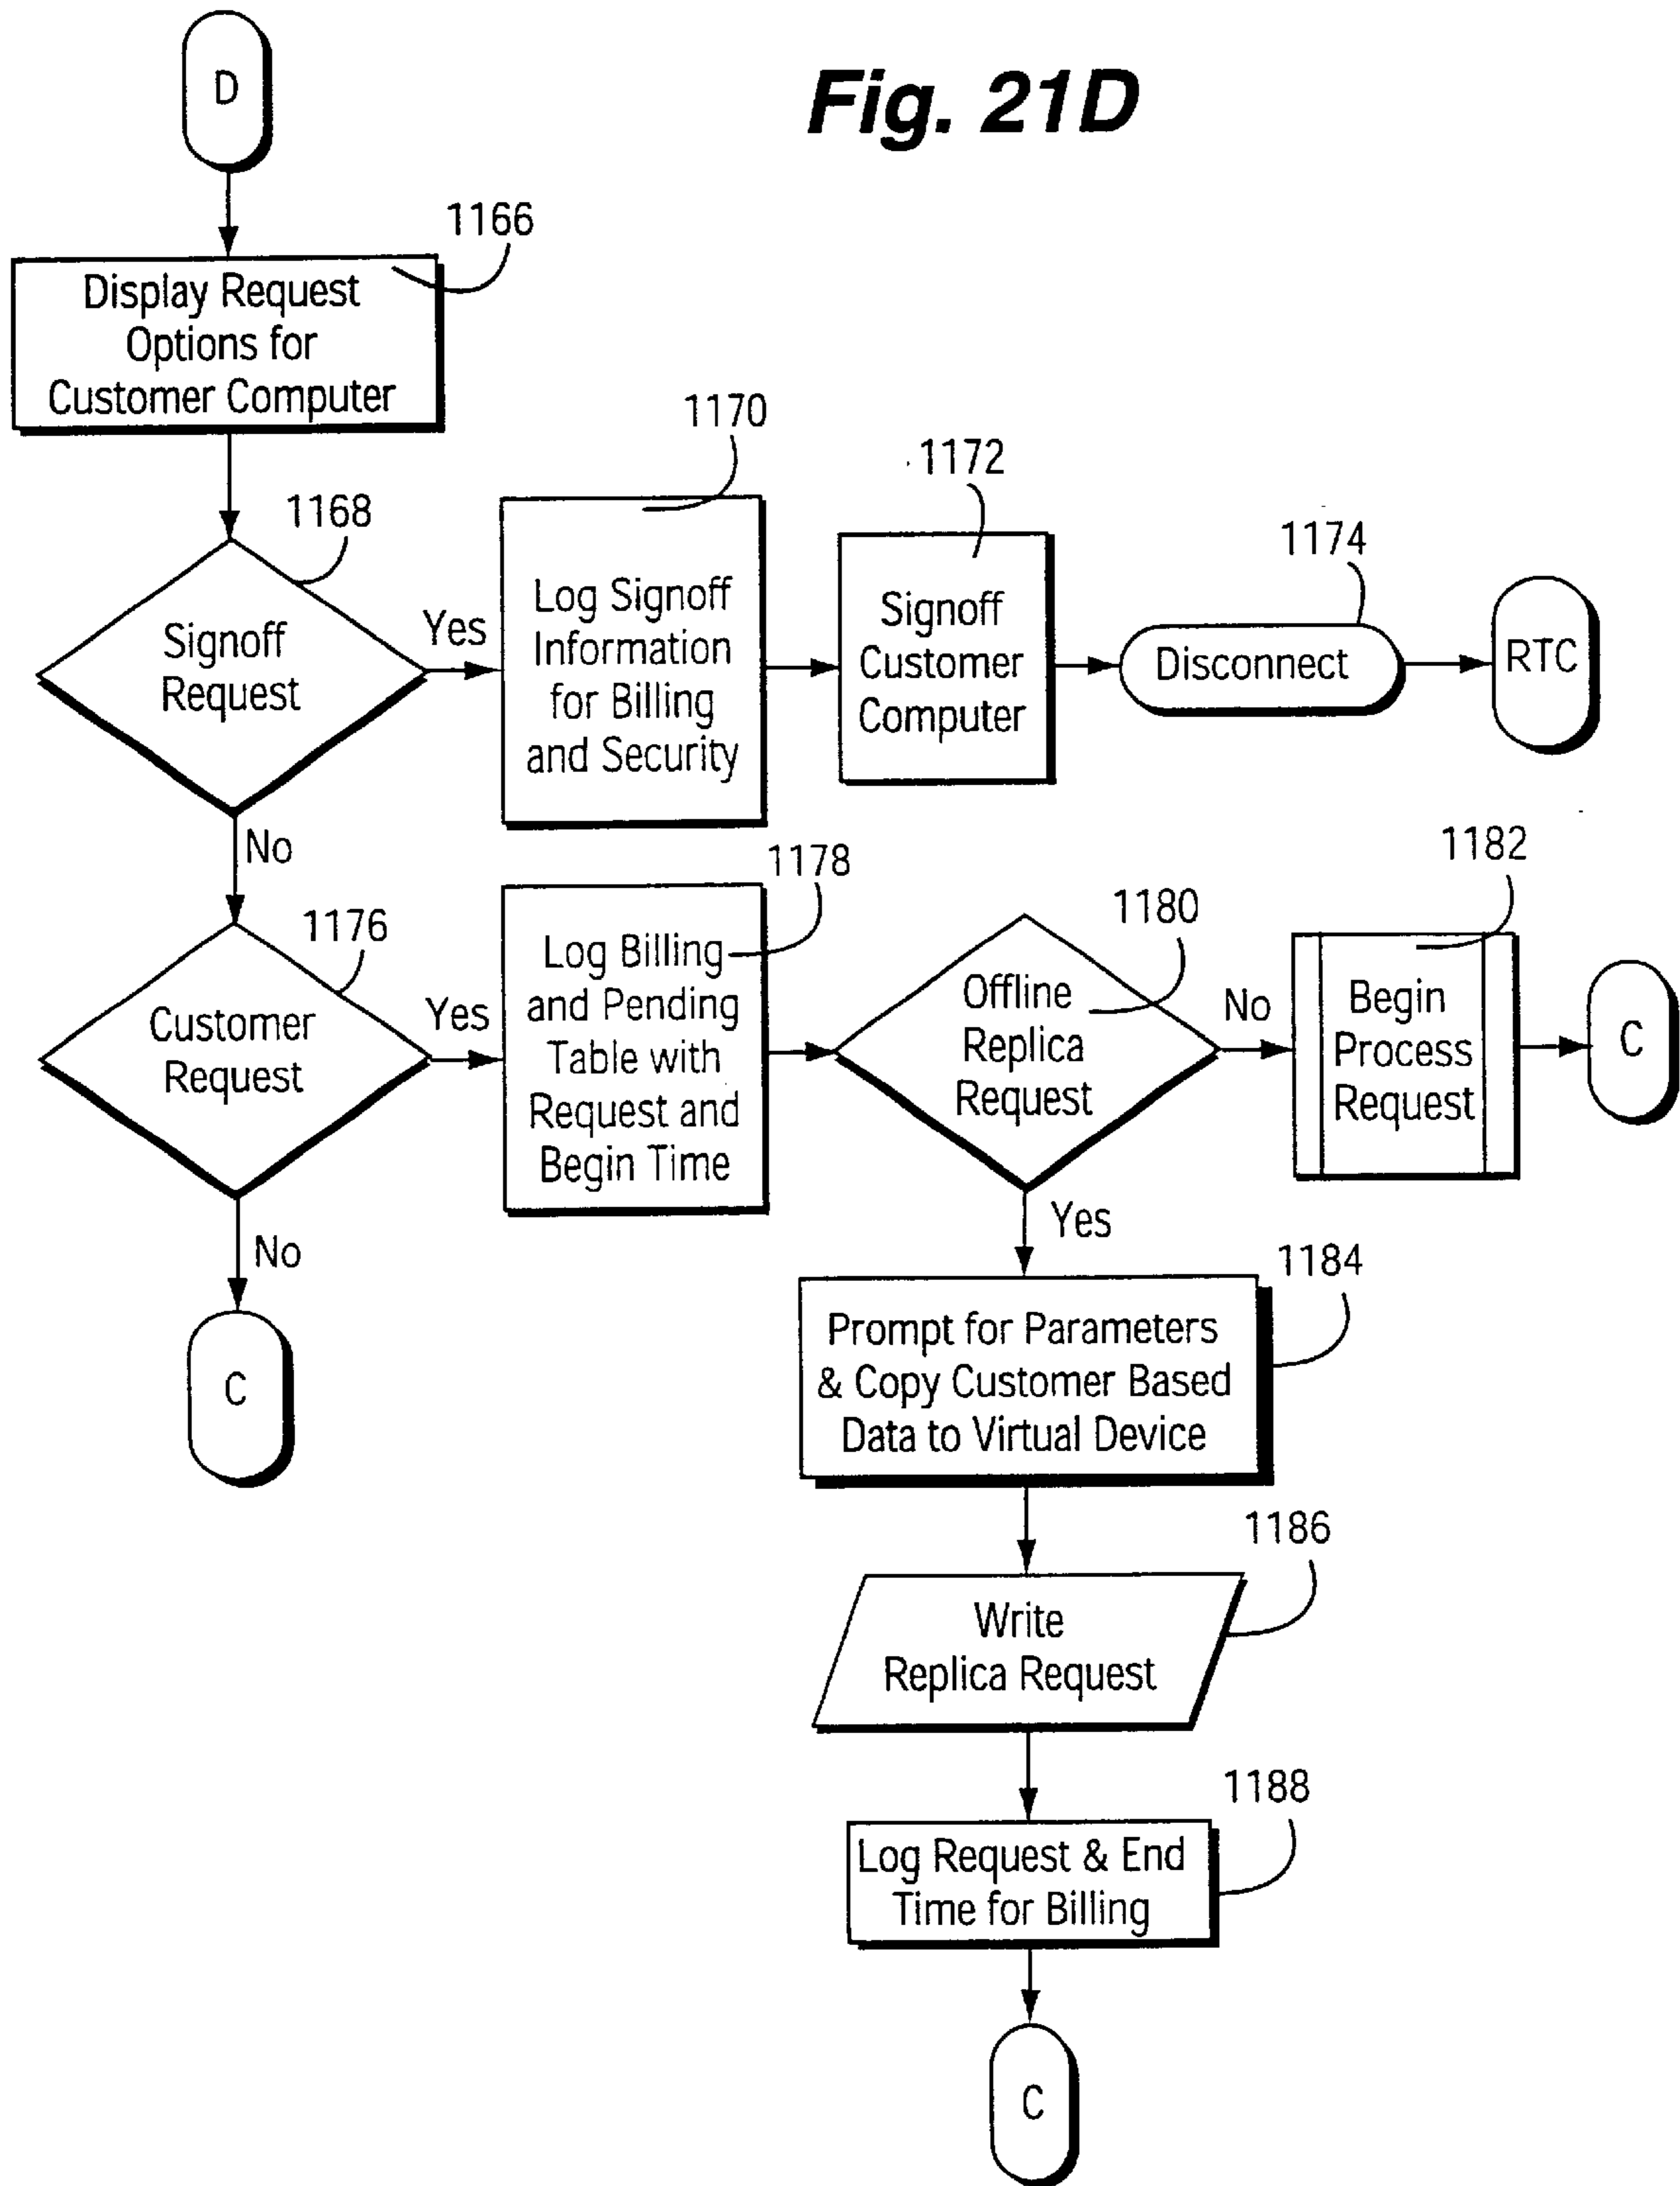 Fig. 21D
D
1166
Display Request
Options for
Customer Computer
1168
Signoff
Request
Yes
No
1170
Log Signoff
Information
for Billing
and Security
1172
Signoff
Customer
Computer
1174
Disconnect
RTC
1176
Customer
Request
Yes
No
C
1178
Log Billing
and Pending
Table with
Request and
Begin Time
1180
Offline
Replica
Request
No
Yes
1182
Begin
Process
Request
C
1184
Prompt for Parameters
& Copy Customer Based
Data to Virtual Device
1186
Write
Replica Request
1188
Log Request & End
Time for Billing
C